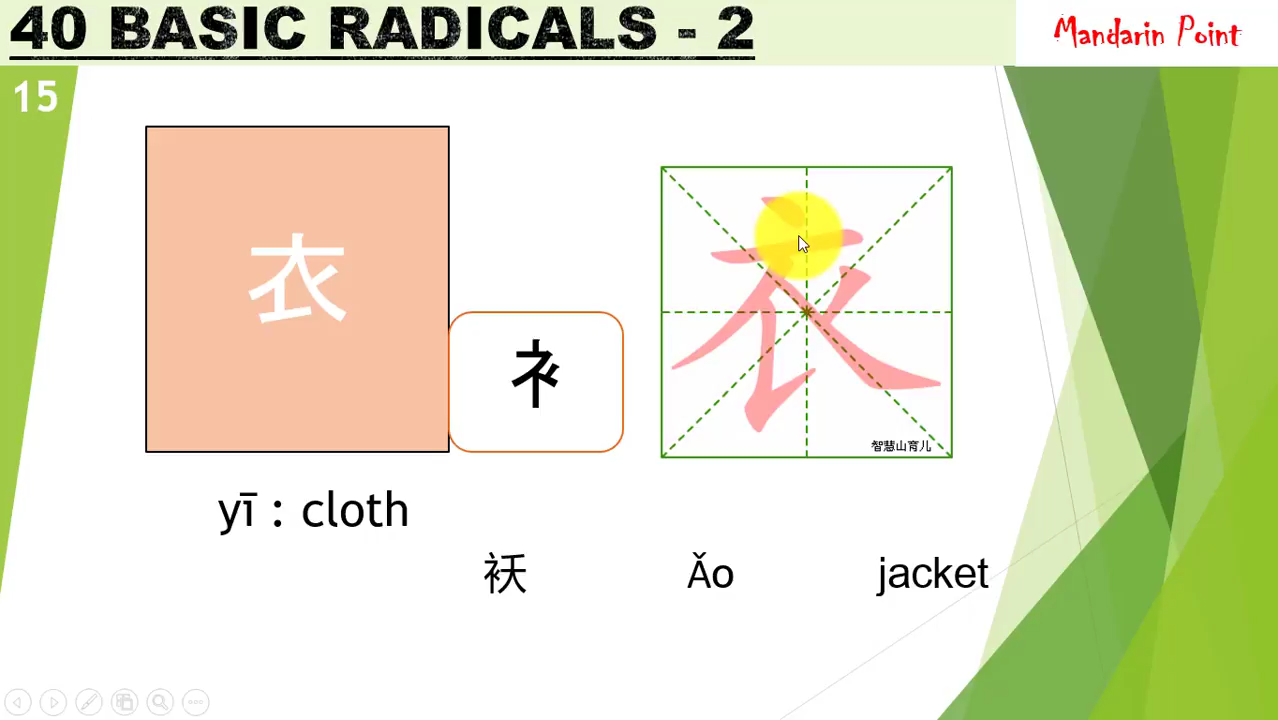 40 BASIC RADICALS - 2
Mandarin Point
15
衣
衤
衣
智慧山育儿
yī : cloth
袄 Ǎo jacket